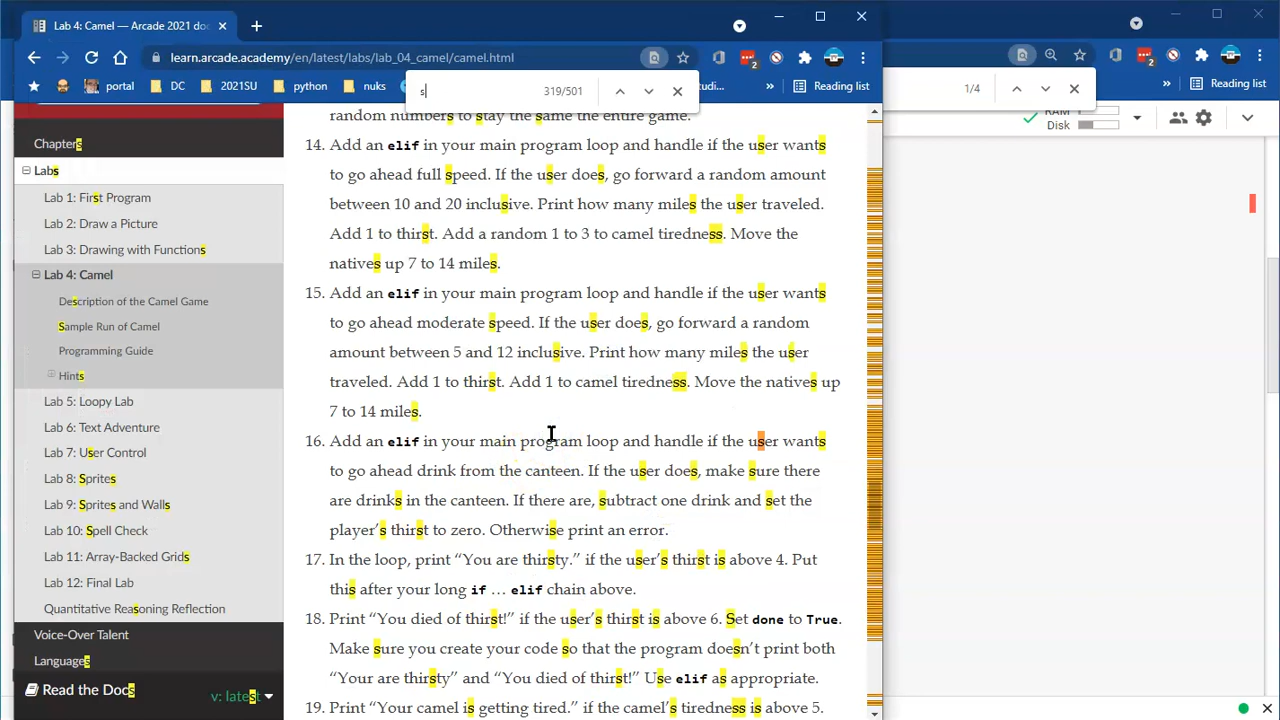 Lab 4: Camel — Arcade 2021 doc
learn.arcade.academy/en/latest/labs/lab_04_camel/camel.html
2
2
portal
DC
2021SU
python
nuks
Reading list
Reading list
s
319/501
1/4
RAM
Disk
Chapters
Labs
Lab 1: First Program
Lab 2: Draw a Picture
Lab 3: Drawing with Functions
Lab 4: Camel
Description of the Camel Game
Sample Run of Camel
Programming Guide
Hints
Lab 5: Loopy Lab
Lab 6: Text Adventure
Lab 7: User Control
Lab 8: Sprites
Lab 9: Sprites and Walls
Lab 10: Spell Check
Lab 11: Array-Backed Grids
Lab 12: Final Lab
Quantitative Reasoning Reflection
Voice-Over Talent
Languages
Read the Docs
v: latest
random numbers to stay the same the entire game.
14. Add an elif in your main program loop and handle if the user wants
to go ahead full speed. If the user does, go forward a random amount
between 10 and 20 inclusive. Print how many miles the user traveled.
Add 1 to thirst. Add a random 1 to 3 to camel tiredness. Move the
natives up 7 to 14 miles.
15. Add an elif in your main program loop and handle if the user wants
to go ahead moderate speed. If the user does, go forward a random
amount between 5 and 12 inclusive. Print how many miles the user
traveled. Add 1 to thirst. Add 1 to camel tiredness. Move the natives up
7 to 14 miles.
16. Add an elif in your main program loop and handle if the user wants
to go ahead drink from the canteen. If the user does, make sure there
are drinks in the canteen. If there are, subtract one drink and set the
player’s thirst to zero. Otherwise print an error.
17. In the loop, print “You are thirsty.” if the user’s thirst is above 4. Put
this after your long if … elif chain above.
18. Print “You died of thirst!” if the user’s thirst is above 6. Set done to True.
Make sure you create your code so that the program doesn’t print both
“Your are thirsty” and “You died of thirst!” Use elif as appropriate.
19. Print “Your camel is getting tired.” if the camel’s tiredness is above 5.